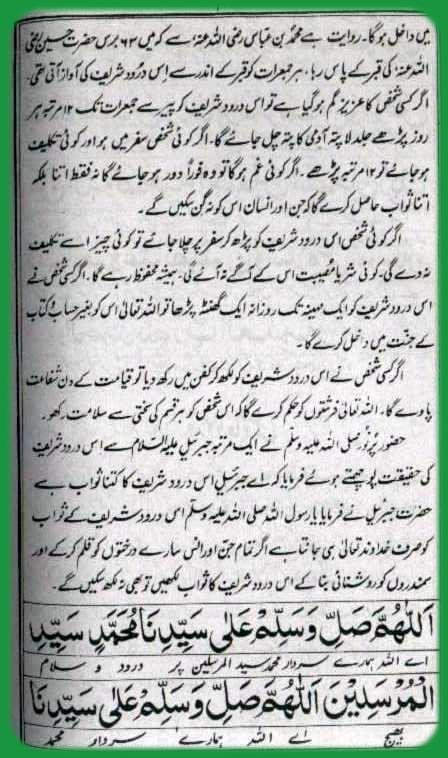 میں داخل ہوگا۔ روایت ہے محمد بن عباس رضی اللہ عنہٗ سے کہ میں ۶۳ برس حضرت حسین رضی
اللہ عنہٗ کی قبر کے پاس رہا، ہر جمعرات کو قبر کے اندر سے اس درود شریف کی آواز آتی تھی۔
اگر کسی شخص کا عزیز گم ہو گیا ہے تو اس درود شریف کو پیر سے جمعرات تک ۱۲ مرتبہ ہر
روز پڑھے جلد لاپتہ آدمی کا پتہ چل جائے گا۔ اگر کوئی شخص سفر میں ہو اور کوئی تکلیف
ہو جائے تو ۱۲ مرتبہ پڑھے۔ اگر کوئی غم ہو گا تو وہ فوراً دور ہو جائے گا نہ فقط اتنا بلکہ
اتنا ثواب حاصل کرے گا کہ جن اور انسان اس کو نہ گن سکیں گے۔
اگر کوئی شخص اس درود شریف کو پڑھ کر سفر پر چلا جائے تو کوئی چیز اسے تکلیف
نہ دے گی۔ کوئی شر یا مصیبت اس کے آگے نہ آئے گی۔ ہمیشہ محفوظ رہے گا۔ اگر کسی شخص نے
اس درود شریف کو ایک مہینہ تک روزانہ ایک گھنٹہ پڑھا تو اللہ تعالیٰ اس کو بغیر حساب کتاب
کے جنت میں داخل کرے گا۔
اگر کسی شخص نے اس درود شریف کو لکھ کر کفن میں رکھ دیا تو قیامت کے دن شفاعت
پاوے گا۔ اللہ تعالیٰ فرشتوں کو حکم کرے گا کہ اس شخص کو ہر قسم کی سختی سے سلامت رکھو۔
حضور پرنور صلی اللہ علیہ وسلم نے ایک مرتبہ جبرئیل علیہ السلام سے اس درود شریف
کی حقیقت پوچھتے ہوئے فرمایا کہ اے جبرئیل اس درود شریف کا کتنا ثواب ہے
حضرت جبرئیل نے فرمایا یا رسول اللہ صلی اللہ علیہ وسلم اس درود شریف کے ثواب
کو صرف خداوند تعالیٰ ہی جانتا ہے اگر تمام جن اور انس سارے درختوں کو قلم کر کے اور
سمندروں کو روشنائی بنا کے اس درود شریف کا ثواب لکھیں تو بھی نہ لکھ سکیں گے۔
اَللّٰهُمَّ صَلِّ وَسَلِّمْ عَلٰی سَیِّدِنَا مُحَمَّدٍ سَیِّدِ
اے اللہ ہمارے سردار محمد سید المرسلین پر درود و سلام
الْمُرْسَلِیْنَ اَللّٰهُمَّ صَلِّ وَسَلِّمْ عَلٰی سَیِّدِنَا
بھیج اے اللہ ہمارے سردار محمد